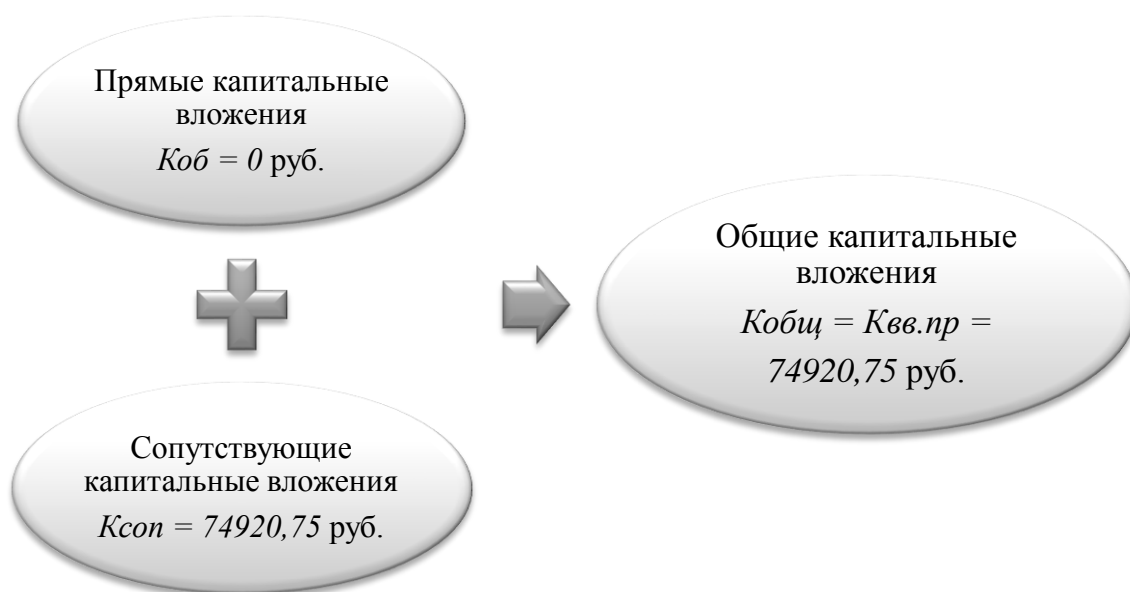 Прямые капитальные
вложения
Коб = 0 руб.
Сопутствующие
капитальные вложения
Ксоп = 74920,75 руб.
Общие капитальные
вложения
Кобщ = Квв.пр =
74920,75 руб.